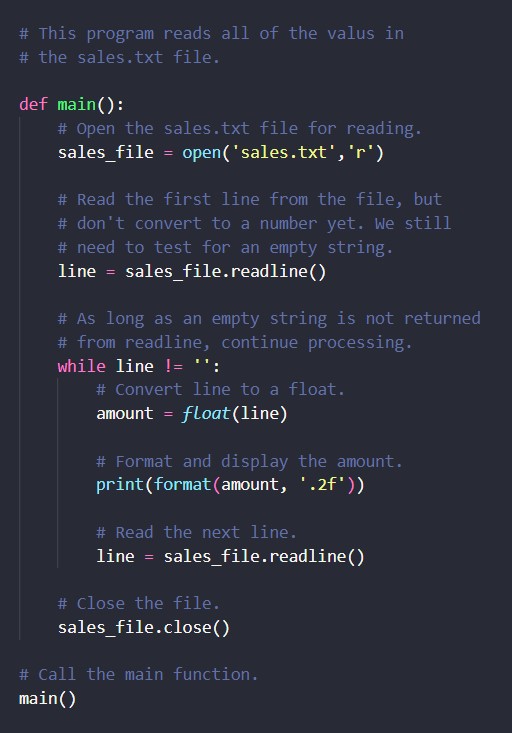 # This program reads all of the valus in
# the sales.txt file.
def main():
    # Open the sales.txt file for reading.
    sales_file = open('sales.txt','r')
    # Read the first line from the file, but
    # don't convert to a number yet. We still
    # need to test for an empty string.
    line = sales_file.readline()
    # As long as an empty string is not returned
    # from readline, continue processing.
    while line != '':
        # Convert line to a float.
        amount = float(line)
        # Format and display the amount.
        print(format(amount, '.2f'))
        # Read the next line.
        line = sales_file.readline()
    # Close the file.
    sales_file.close()
# Call the main function.
main()